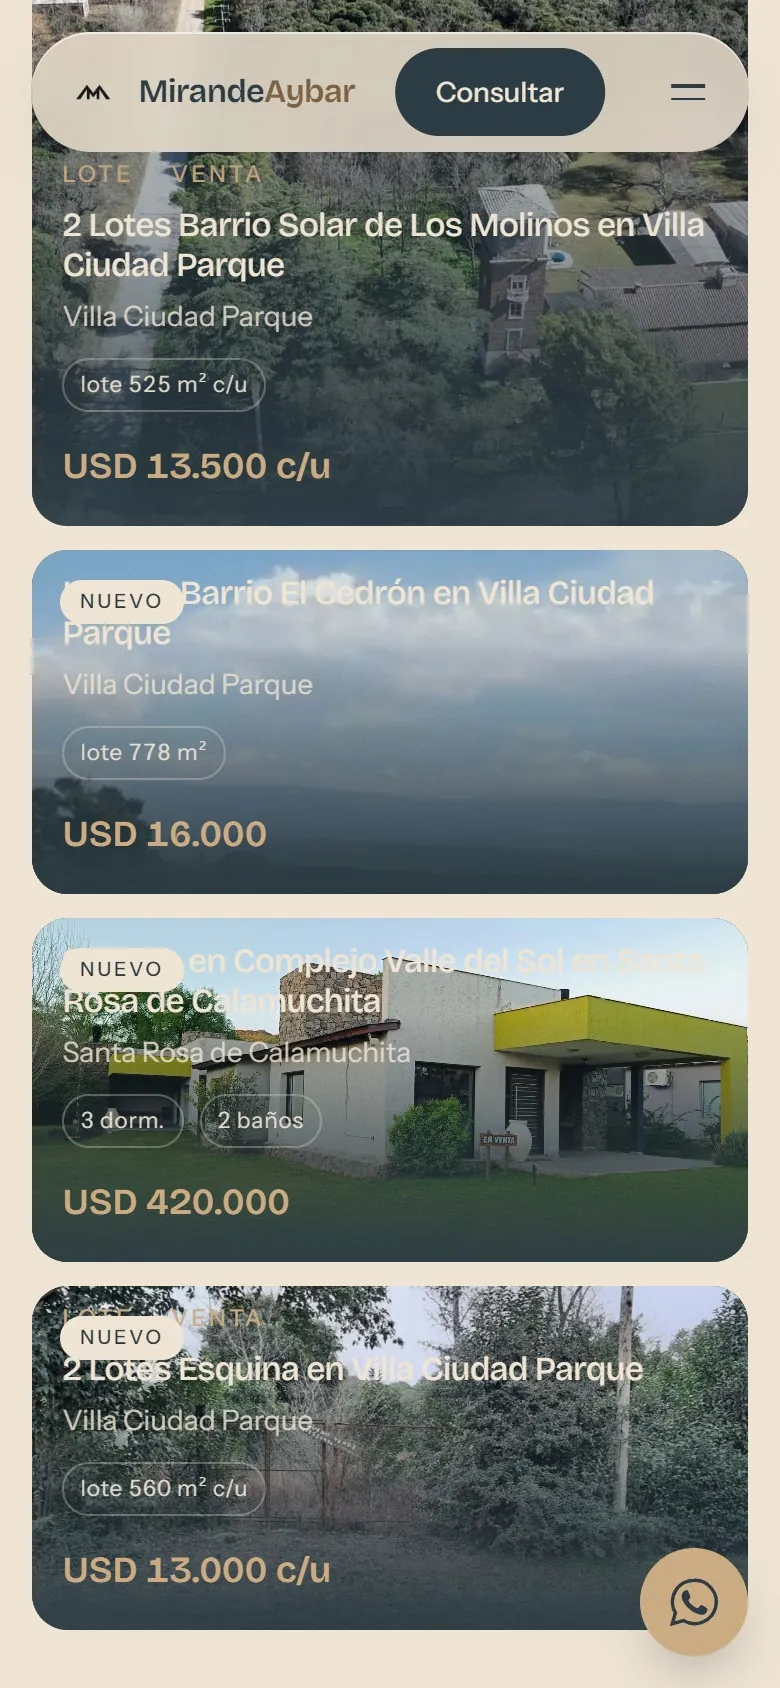 MirandeAybar
Consultar
LOTE VENTA
2 Lotes Barrio Solar de Los Molinos en Villa
Ciudad Parque
Villa Ciudad Parque
lote 525 m² c/u
USD 13.500 c/u
NUEVO
Barrio El Cedrón en Villa Ciudad
Parque
Villa Ciudad Parque
lote 778 m²
USD 16.000
NUEVO
en Complejo Valle del Sol en Santa
Rosa de Calamuchita
Santa Rosa de Calamuchita
3 dorm.
2 baños
EN VENTA
USD 420.000
LOTE VENTA
NUEVO
2 Lotes Esquina en Villa Ciudad Parque
Villa Ciudad Parque
lote 560 m² c/u
USD 13.000 c/u